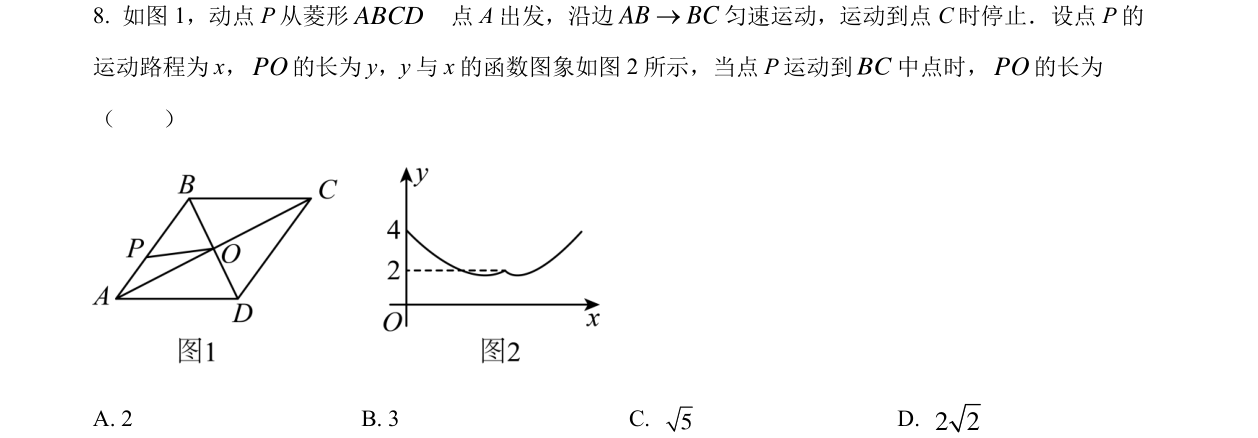 8. 如图 1，动点 P 从菱形 ABCD 点 A 出发，沿边 AB → BC 匀速运动，运动到点 C 时停止．设点 P 的
运动路程为 x， PO 的长为 y，y 与 x 的函数图象如图 2 所示，当点 P 运动到 BC 中点时， PO 的长为
（ ）
B C
P O
A D
图1
y
4
2
O x
图2
A. 2 B. 3 C. √5 D. 2√2